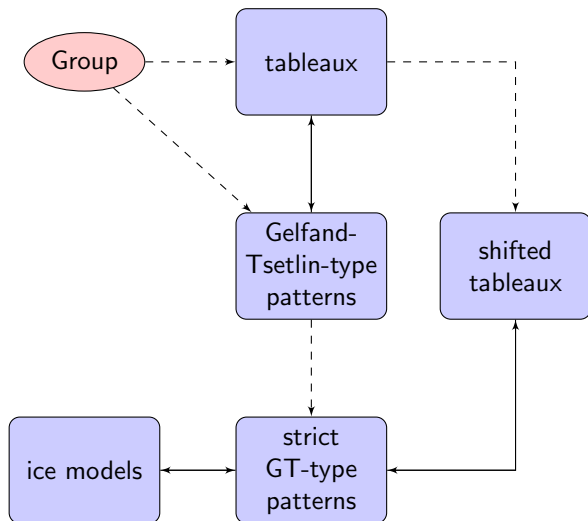 Group
tableaux
Gelfand-
Tsetlin-type
patterns
shifted
tableaux
ice models
strict
GT-type
patterns